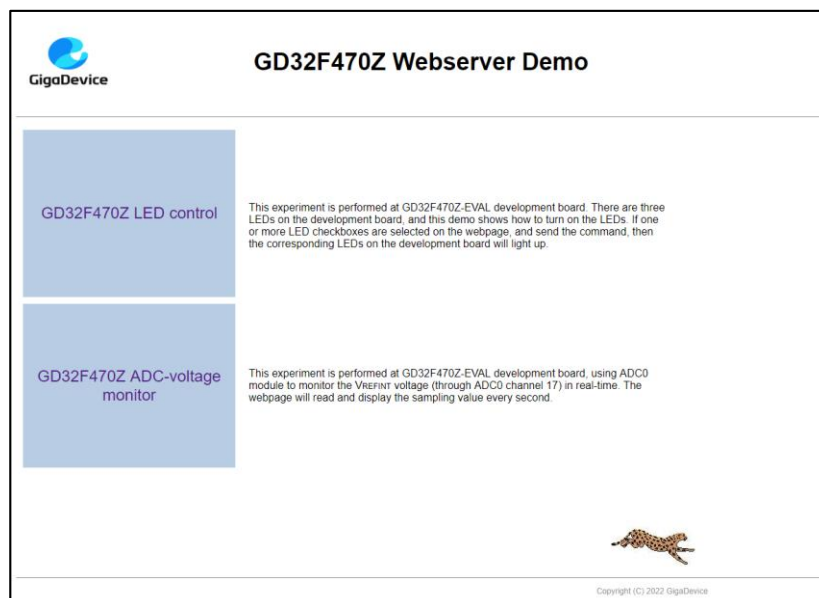 GigaDevice
GD32F470Z Webserver Demo
GD32F470Z LED control
This experiment is performed at GD32F470Z-EVAL development board. There are three
LEDs on the development board, and this demo shows how to turn on the LEDs. If one
or more LED checkboxes are selected on the webpage, and send the command, then
the corresponding LEDs on the development board will light up.
GD32F470Z ADC-voltage
monitor
This experiment is performed at GD32F470Z-EVAL development board, using ADC0
module to monitor the VREFINT voltage (through ADC0 channel 17) in real-time. The
webpage will read and display the sampling value every second.
Copyright (C) 2022 GigaDevice